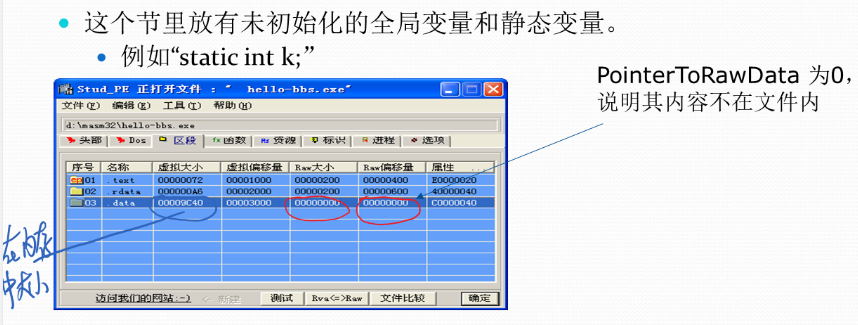 这个节里放有未初始化的全局变量和静态变量。
例如“static int k;”
PointerToRawData 为0，
说明其内容不在文件内
Stud_PE 正打开文件 : " hello-bbs.exe"
文件(F) 编辑(E) 工具(T) 帮助(H)
d:\masm32\hello-bbs.exe
头部 Dos 区段 函数 资源 标识 进程 选项
序号 名称 虚拟大小 虚拟偏移量 Raw大小 Raw偏移量 属性
01 .text 00000072 00001000 00000200 00000400 E0000020
02 .rdata 000000A6 00002000 00000200 00000600 40000040
03 .data 00009C40 00003000 00000000 00000000 C0000040
在内存
中大小
访问我们的网站:-) <- 新建 测试 Rva<=>Raw 文件比较 确定